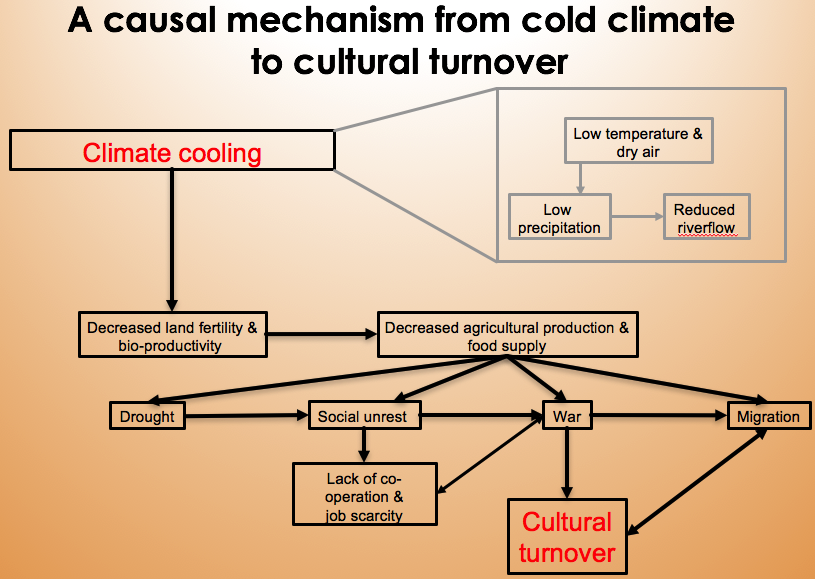 A causal mechanism from cold climate
to cultural turnover
Climate cooling
Low temperature &
dry air
Low
precipitation
Reduced
riverflow
Decreased land fertility &
bio-productivity
Decreased agricultural production &
food supply
Drought
Social unrest
War
Migration
Lack of co-
operation &
job scarcity
Cultural
turnover